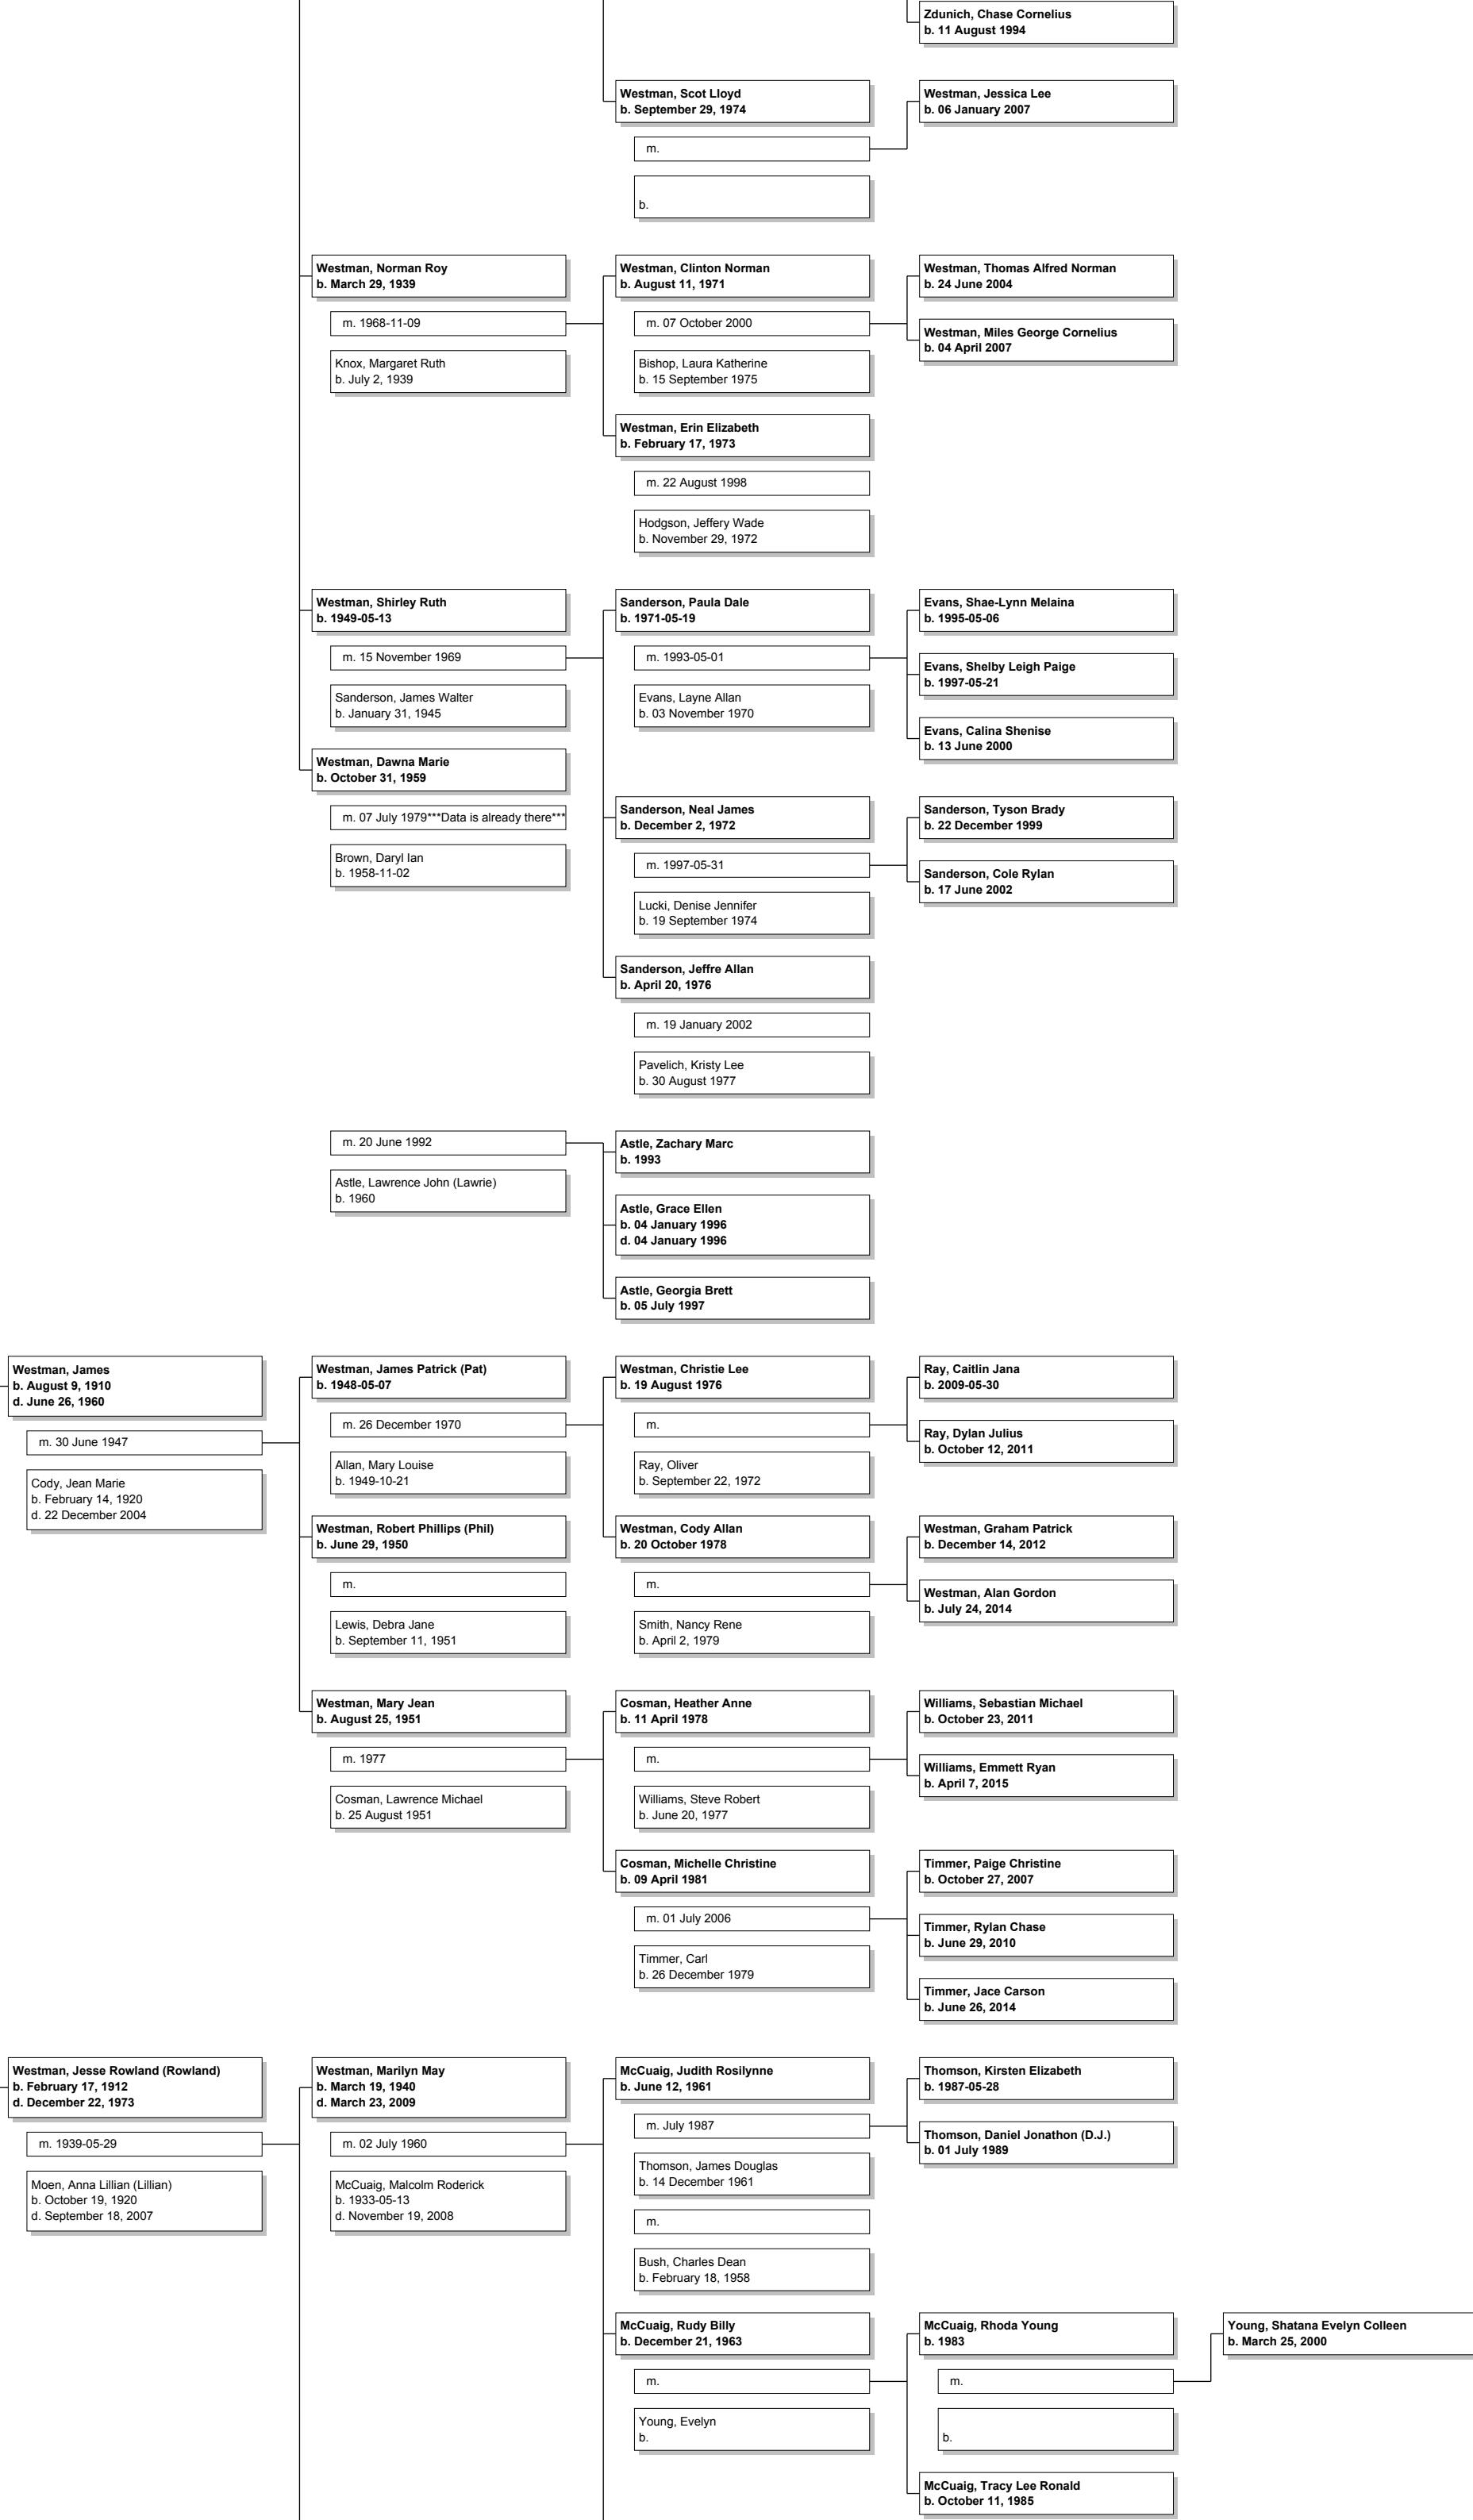 Zdunich, Chase Cornelius
b. 11 August 1994
Westman, Scot Lloyd
b. September 29, 1974
m.
b.
Westman, Jessica Lee
b. 06 January 2007
Westman, Norman Roy
b. March 29, 1939
m. 1968-11-09
Knox, Margaret Ruth
b. July 2, 1939
Westman, Clinton Norman
b. August 11, 1971
m. 07 October 2000
Bishop, Laura Katherine
b. 15 September 1975
Westman, Thomas Alfred Norman
b. 24 June 2004
Westman, Miles George Cornelius
b. 04 April 2007
Westman, Erin Elizabeth
b. February 17, 1973
m. 22 August 1998
Hodgson, Jeffery Wade
b. November 29, 1972
Westman, Shirley Ruth
b. 1949-05-13
m. 15 November 1969
Sanderson, James Walter
b. January 31, 1945
Sanderson, Paula Dale
b. 1971-05-19
m. 1993-05-01
Evans, Layne Allan
b. 03 November 1970
Evans, Shae-Lynn Melaina
b. 1995-05-06
Evans, Shelby Leigh Paige
b. 1997-05-21
Evans, Calina Shenise
b. 13 June 2000
Westman, Dawna Marie
b. October 31, 1959
m. 07 July 1979***Data is already there***
Brown, Daryl Ian
b. 1958-11-02
Sanderson, Neal James
b. December 2, 1972
m. 1997-05-31
Lucki, Denise Jennifer
b. 19 September 1974
Sanderson, Tyson Brady
b. 22 December 1999
Sanderson, Cole Rylan
b. 17 June 2002
Sanderson, Jeffre Allan
b. April 20, 1976
m. 19 January 2002
Pavelich, Kristy Lee
b. 30 August 1977
m. 20 June 1992
Astle, Lawrence John (Lawrie)
b. 1960
Astle, Zachary Marc
b. 1993
Astle, Grace Ellen
b. 04 January 1996
d. 04 January 1996
Astle, Georgia Brett
b. 05 July 1997
Westman, James
b. August 9, 1910
d. June 26, 1960
m. 30 June 1947
Cody, Jean Marie
b. February 14, 1920
d. 22 December 2004
Westman, James Patrick (Pat)
b. 1948-05-07
m. 26 December 1970
Allan, Mary Louise
b. 1949-10-21
Westman, Christie Lee
b. 19 August 1976
m.
Ray, Oliver
b. September 22, 1972
Ray, Caitlin Jana
b. 2009-05-30
Ray, Dylan Julius
b. October 12, 2011
Westman, Robert Phillips (Phil)
b. June 29, 1950
m.
Lewis, Debra Jane
b. September 11, 1951
Westman, Cody Allan
b. 20 October 1978
m.
Smith, Nancy Rene
b. April 2, 1979
Westman, Graham Patrick
b. December 14, 2012
Westman, Alan Gordon
b. July 24, 2014
Westman, Mary Jean
b. August 25, 1951
m. 1977
Cosman, Lawrence Michael
b. 25 August 1951
Cosman, Heather Anne
b. 11 April 1978
m.
Williams, Steve Robert
b. June 20, 1977
Williams, Sebastian Michael
b. October 23, 2011
Williams, Emmett Ryan
b. April 7, 2015
Cosman, Michelle Christine
b. 09 April 1981
m. 01 July 2006
Timmer, Carl
b. 26 December 1979
Timmer, Paige Christine
b. October 27, 2007
Timmer, Rylan Chase
b. June 29, 2010
Timmer, Jace Carson
b. June 26, 2014
Westman, Jesse Rowland (Rowland)
b. February 17, 1912
d. December 22, 1973
m. 1939-05-29
Moen, Anna Lillian (Lillian)
b. October 19, 1920
d. September 18, 2007
Westman, Marilyn May
b. March 19, 1940
d. March 23, 2009
m. 02 July 1960
McCuaig, Malcolm Roderick
b. 1933-05-13
d. November 19, 2008
McCuaig, Judith Rosilynne
b. June 12, 1961
m. July 1987
Thomson, James Douglas
b. 14 December 1961
m.
Bush, Charles Dean
b. February 18, 1958
Thomson, Kirsten Elizabeth
b. 1987-05-28
Thomson, Daniel Jonathon (D.J.)
b. 01 July 1989
McCuaig, Rudy Billy
b. December 21, 1963
m.
Young, Evelyn
b.
McCuaig, Rhoda Young
b. 1983
m.
b.
Young, Shatana Evelyn Colleen
b. March 25, 2000
McCuaig, Tracy Lee Ronald
b. October 11, 1985